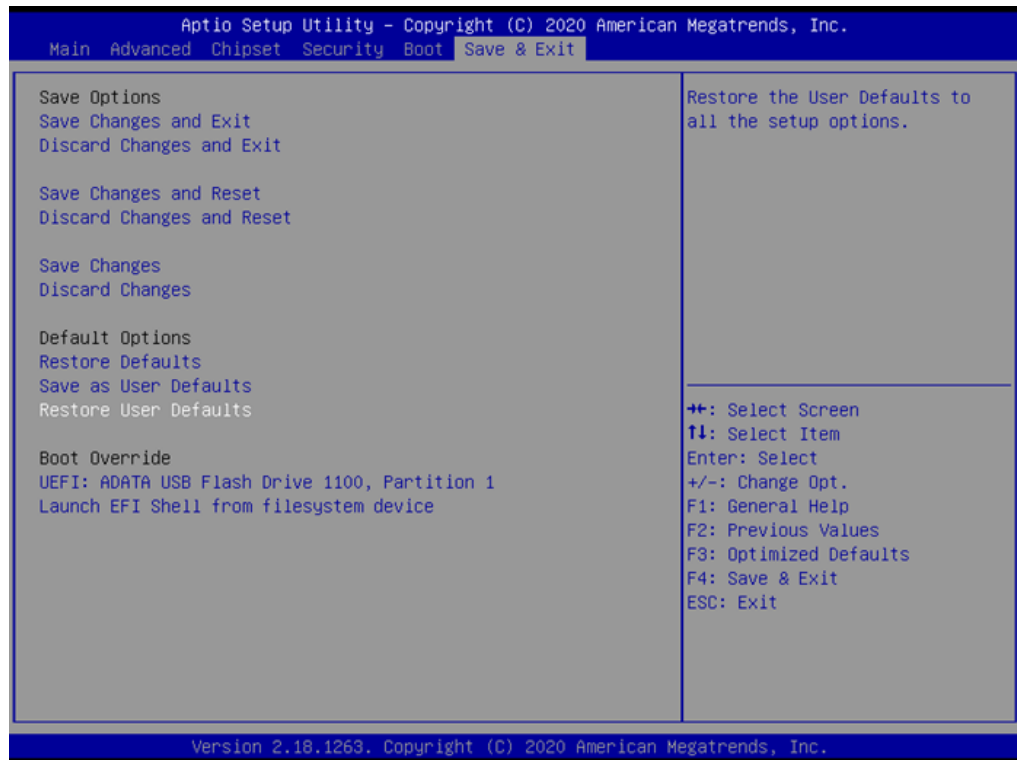 Aptio Setup Utility – Copyright (C) 2020 American Megatrends, Inc.
Main Advanced Chipset Security Boot Save & Exit
Save Options
Save Changes and Exit
Discard Changes and Exit
Save Changes and Reset
Discard Changes and Reset
Save Changes
Discard Changes
Default Options
Restore Defaults
Save as User Defaults
Restore User Defaults
Boot Override
UEFI: ADATA USB Flash Drive 1100, Partition 1
Launch EFI Shell from filesystem device
Restore the User Defaults to
all the setup options.
→←: Select Screen
↑↓: Select Item
Enter: Select
+/-: Change Opt.
F1: General Help
F2: Previous Values
F3: Optimized Defaults
F4: Save & Exit
ESC: Exit
Version 2.18.1263. Copyright (C) 2020 American Megatrends, Inc.